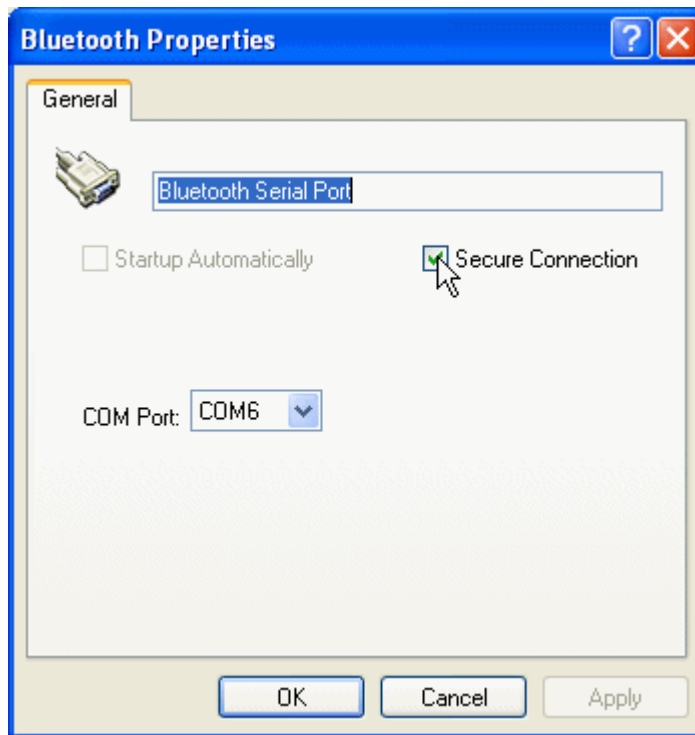 Bluetooth Properties
General
Bluetooth Serial Port
Startup Automatically
Secure Connection
COM Port: COM6
OK Cancel Apply